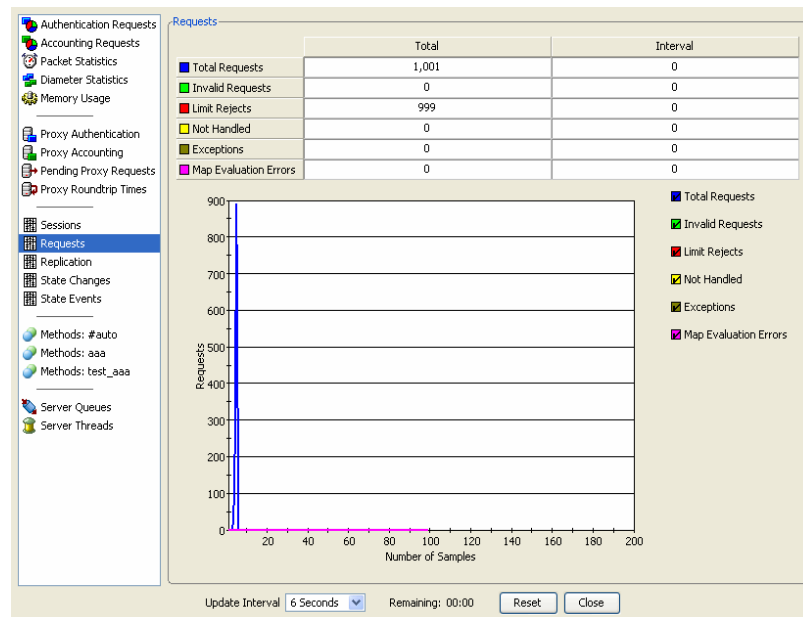 Authentication Requests
Accounting Requests
Packet Statistics
Diameter Statistics
Memory Usage
Proxy Authentication
Proxy Accounting
Pending Proxy Requests
Proxy Roundtrip Times
Sessions
Requests
Replication
State Changes
State Events
Methods: #auto
Methods: aaa
Methods: test_aaa
Server Queues
Server Threads
Requests
Total Interval
Total Requests 1,001 0
Invalid Requests 0 0
Limit Rejects 999 0
Not Handled 0 0
Exceptions 0 0
Map Evaluation Errors 0 0
900
800
700
600
500
400
300
200
100
0
Requests
20 40 60 80 100 120 140 160 180 200
Number of Samples
Total Requests
Invalid Requests
Limit Rejects
Not Handled
Exceptions
Map Evaluation Errors
Update Interval 6 Seconds Remaining: 00:00 Reset Close